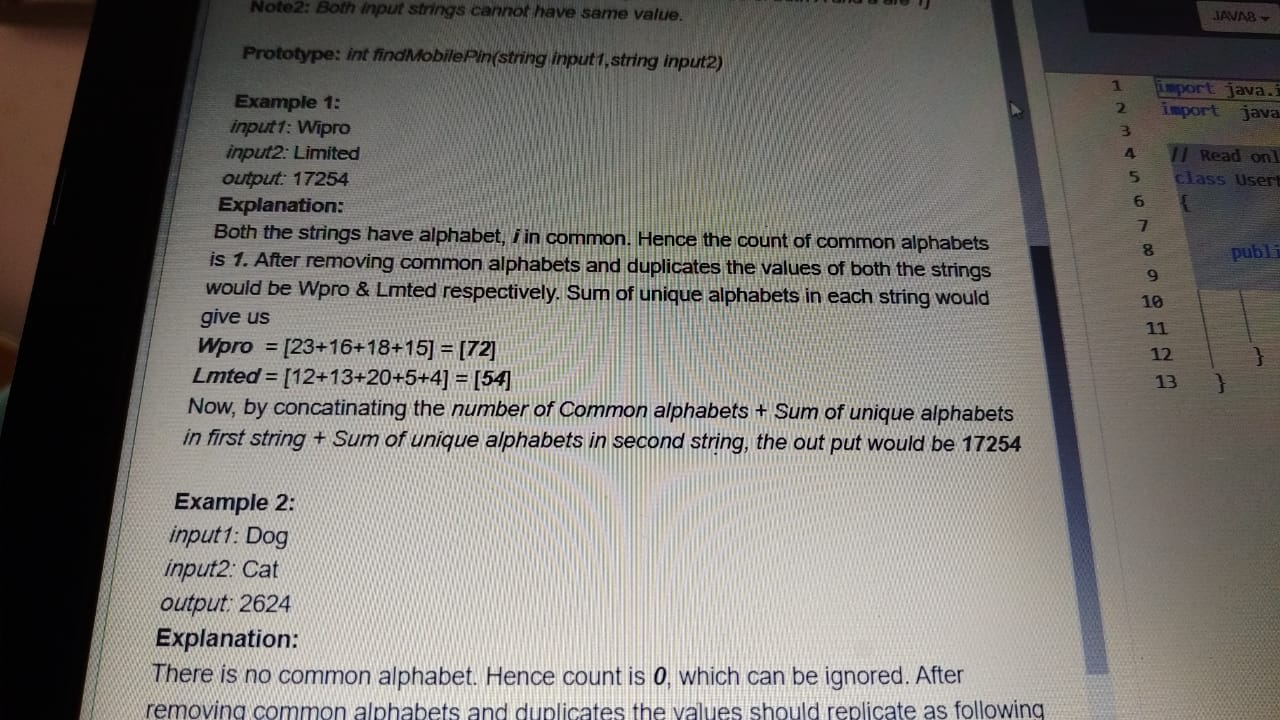 Note2: Both input strings cannot have same value.
Prototype: int findMobilePin(string input1,string input2)
Example 1:
input1: Wipro
input2: Limited
output: 17254
Explanation:
Both the strings have alphabet, i in common. Hence the count of common alphabets
is 1. After removing common alphabets and duplicates the values of both the strings
would be Wpro & Lmted respectively. Sum of unique alphabets in each string would
give us
Wpro = [23+16+18+15] = [72]
Lmted = [12+13+20+5+4] = [54]
Now, by concatinating the number of Common alphabets + Sum of unique alphabets
in first string + Sum of unique alphabets in second string, the out put would be 17254
Example 2:
input1: Dog
input2: Cat
output: 2624
Explanation:
There is no common alphabet. Hence count is 0, which can be ignored. After
removing common alphabets and duplicates the values should replicate as following
JAVA8
1 import java.i
2 import java
3
4 // Read onl
5 class User
6 {
7
8 publi
9
10
11
12 }
13 }